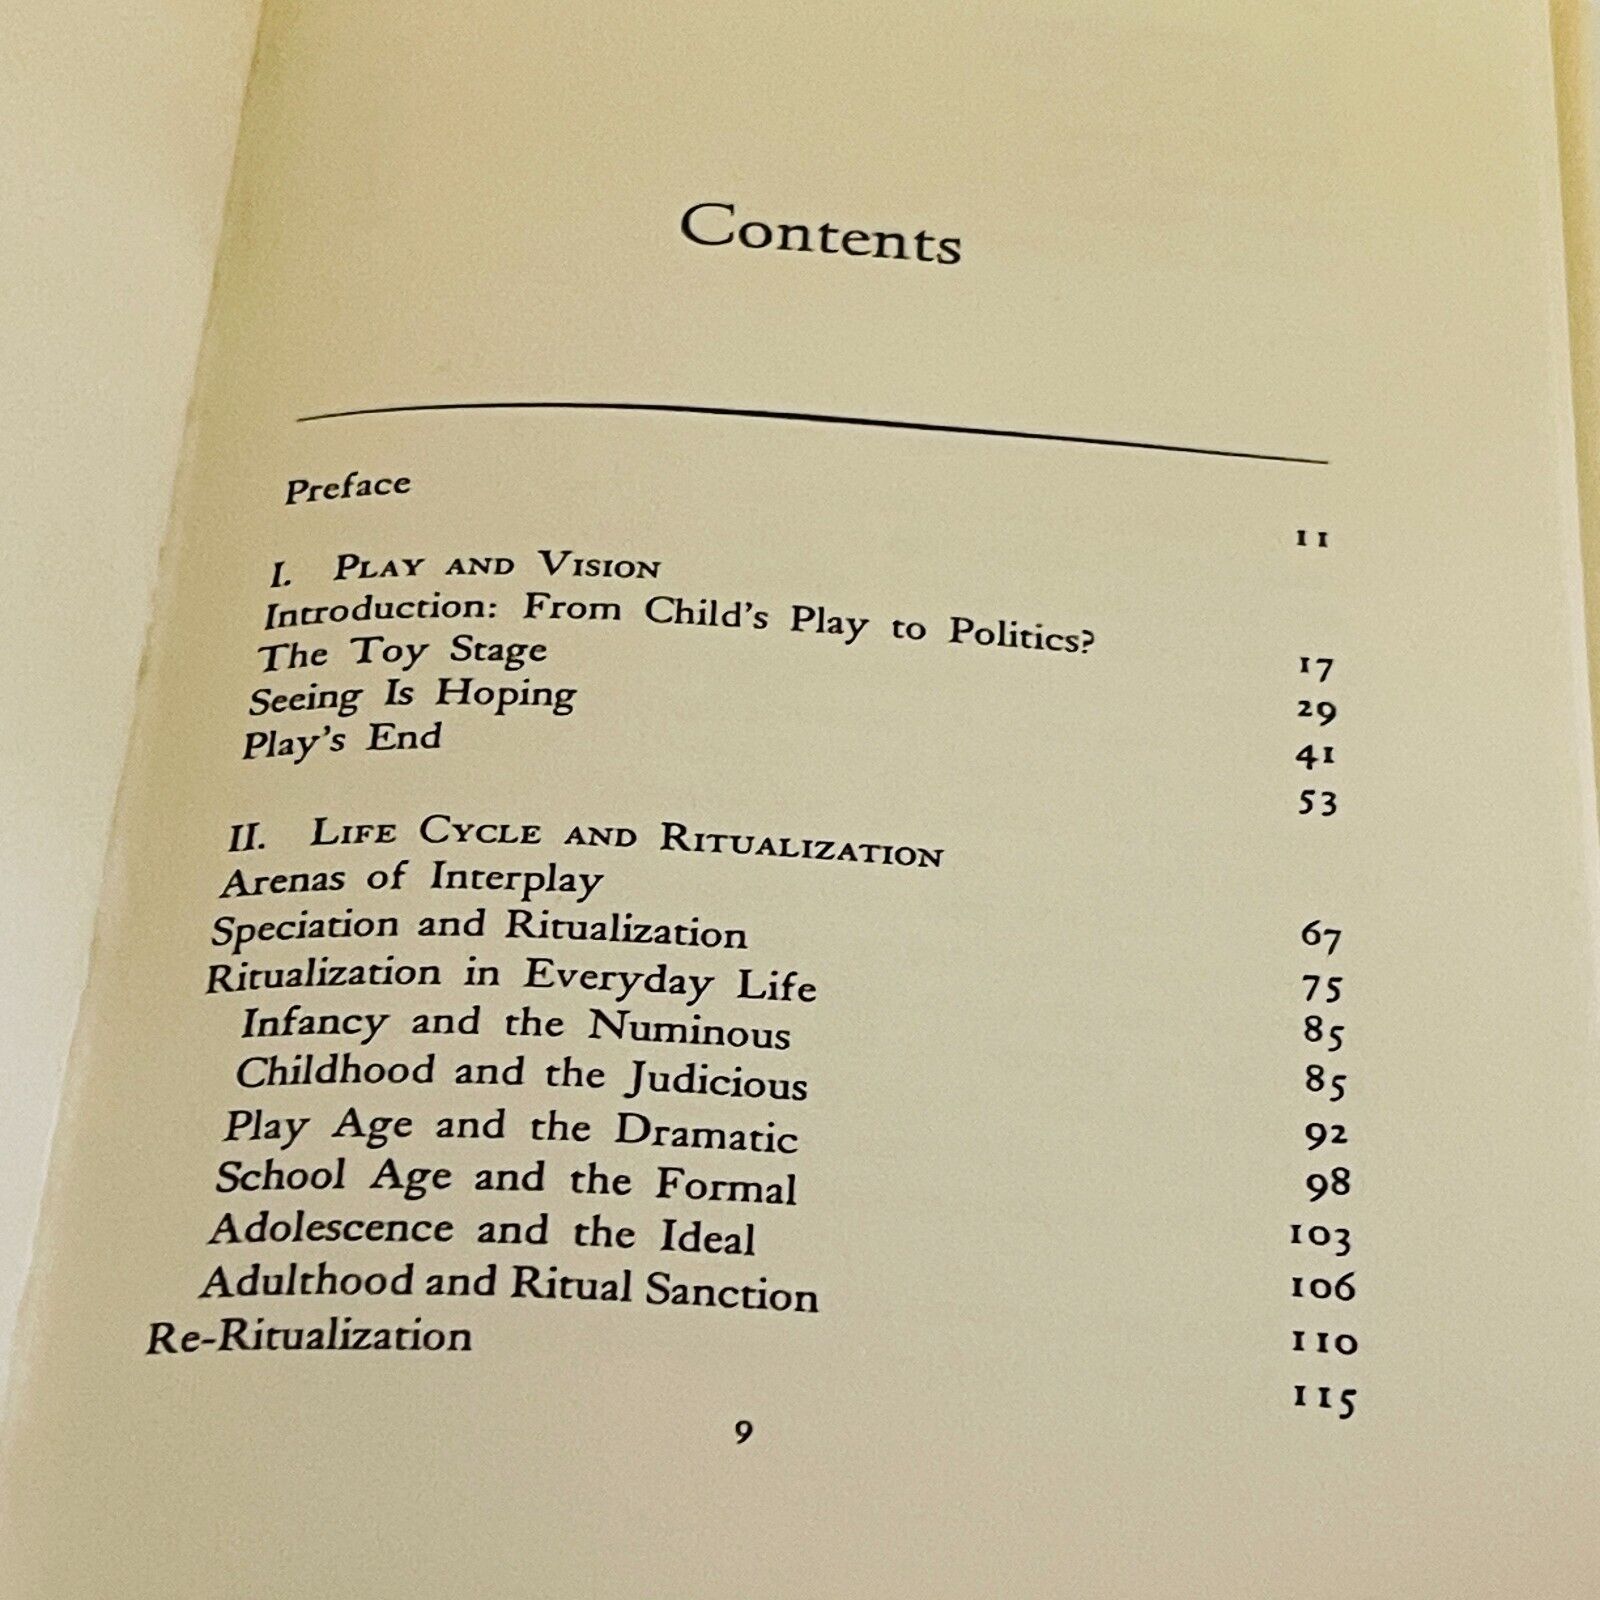 Contents
Preface 11
I. Play and Vision
Introduction: From Child's Play to Politics? 17
The Toy Stage 29
Seeing Is Hoping 41
Play's End 53
II. Life Cycle and Ritualization
Arenas of Interplay 67
Speciation and Ritualization 75
Ritualization in Everyday Life 85
Infancy and the Numinous 85
Childhood and the Judicious 92
Play Age and the Dramatic 98
School Age and the Formal 103
Adolescence and the Ideal 106
Adulthood and Ritual Sanction 110
Re-Ritualization 115
9